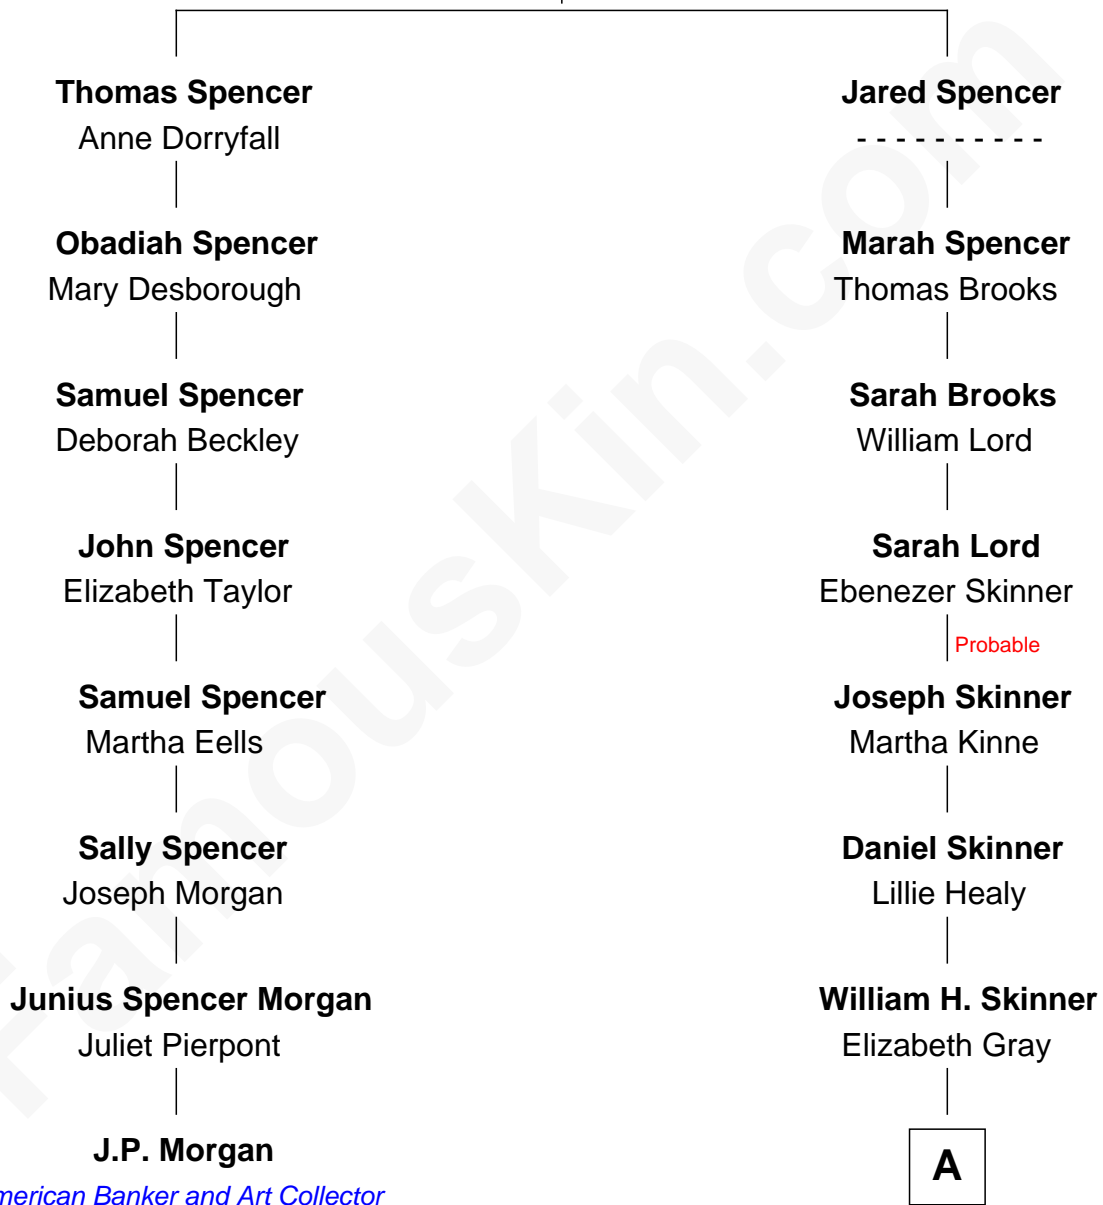 Thomas Spencer
Anne Dorryfall
Obadiah Spencer
Mary Desborough
Samuel Spencer
Deborah Beckley
John Spencer
Elizabeth Taylor
Samuel Spencer
Martha Eells
Sally Spencer
Joseph Morgan
Junius Spencer Morgan
Juliet Pierpont
J.P. Morgan
merican Banker and Art Collector
Jared Spencer
- - - - - - - - - -
Marah Spencer
Thomas Brooks
Sarah Brooks
William Lord
Sarah Lord
Ebenezer Skinner
Probable
Joseph Skinner
Martha Kinne
Daniel Skinner
Lillie Healy
William H. Skinner
Elizabeth Gray
A
FamousKin.com